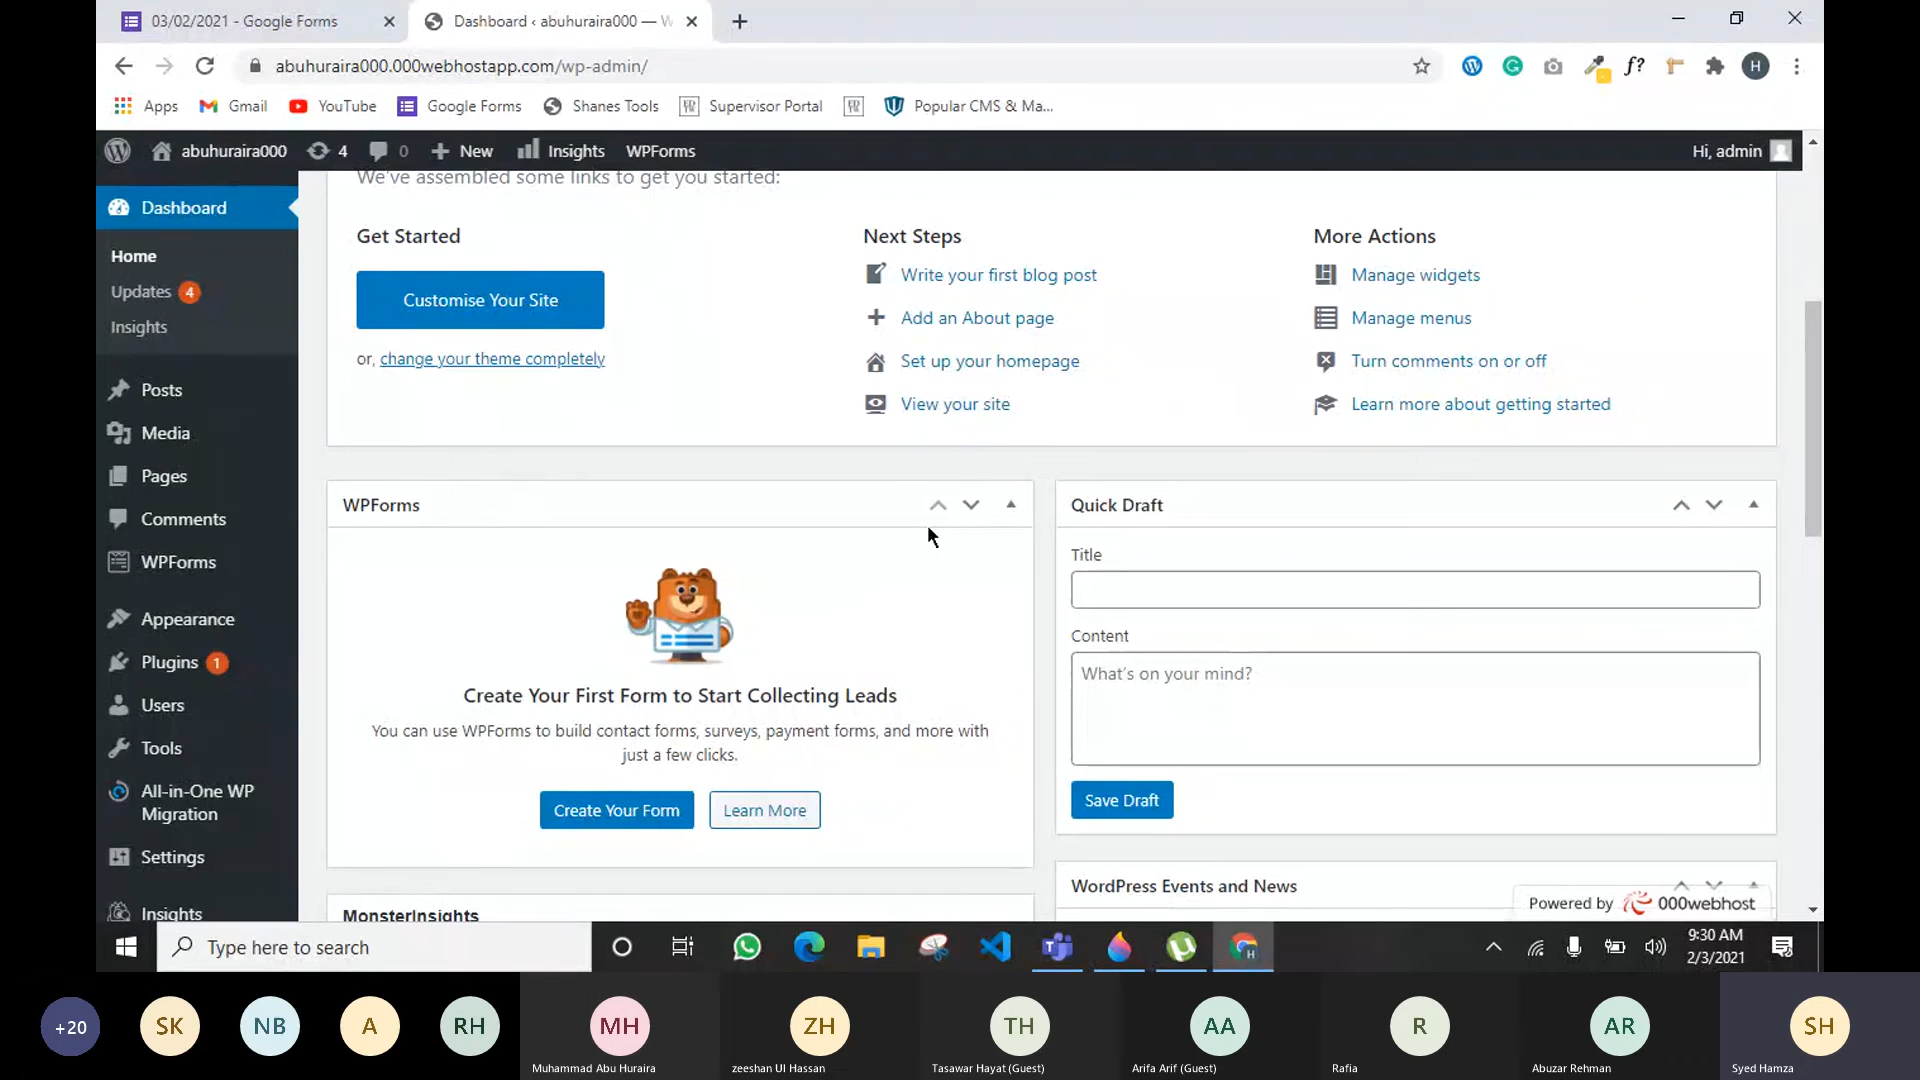 03/02/2021 - Google Forms
Dashboard ‹ abuhuraira000 — W
abuhuraira000.000webhostapp.com/wp-admin/
f?
H
Apps
Gmail
YouTube
Google Forms
Shanes Tools
Supervisor Portal
Popular CMS & Ma...
abuhuraira000
4
0
New
Insights
WPForms
Hi, admin
We've assembled some links to get you started:
Dashboard
Home
Updates 4
Insights
Posts
Media
Pages
Comments
WPForms
Appearance
Plugins 1
Users
Tools
All-in-One WP
Migration
Settings
Insights
Get Started
Customise Your Site
or, change your theme completely
Next Steps
Write your first blog post
Add an About page
Set up your homepage
View your site
More Actions
Manage widgets
Manage menus
Turn comments on or off
Learn more about getting started
WPForms
Create Your First Form to Start Collecting Leads
You can use WPForms to build contact forms, surveys, payment forms, and more with
just a few clicks.
Create Your Form
Learn More
MonsterInsights
Quick Draft
Title
Content
What's on your mind?
Save Draft
WordPress Events and News
Powered by 000webhost
Type here to search
H
9:30 AM
2/3/2021
+20
SK
NB
A
RH
MH
Muhammad Abu Huraira
ZH
zeeshan Ul Hassan
TH
Tasawar Hayat (Guest)
AA
Arifa Arif (Guest)
R
Rafia
AR
Abuzar Rehman
SH
Syed Hamza